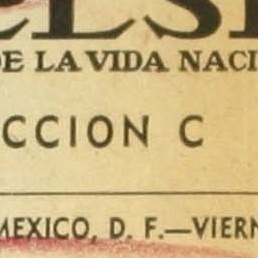 DE LA VIDA NACI
CCION C
MEXICO, D. F.—VIERN